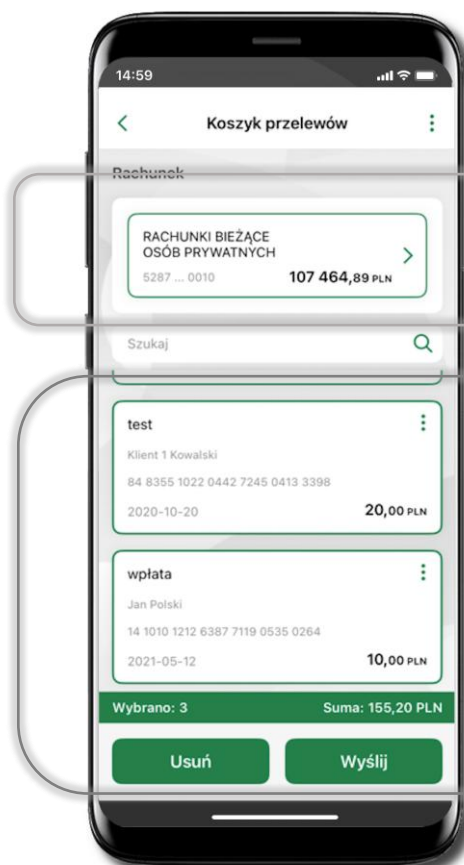 14:59
Koszyk przelewów
Rachunek
RACHUNKI BIEŻĄCE
OSÓB PRYWATNYCH
5287 ... 0010 107 464,89 PLN
Szukaj
test
Klient 1 Kowalski
84 8355 1022 0442 7245 0413 3398
2020-10-20 20,00 PLN
wpłata
Jan Polski
14 1010 1212 6387 7119 0535 0264
2021-05-12 10,00 PLN
Wybrano: 3 Suma: 155,20 PLN
Usuń Wyślij